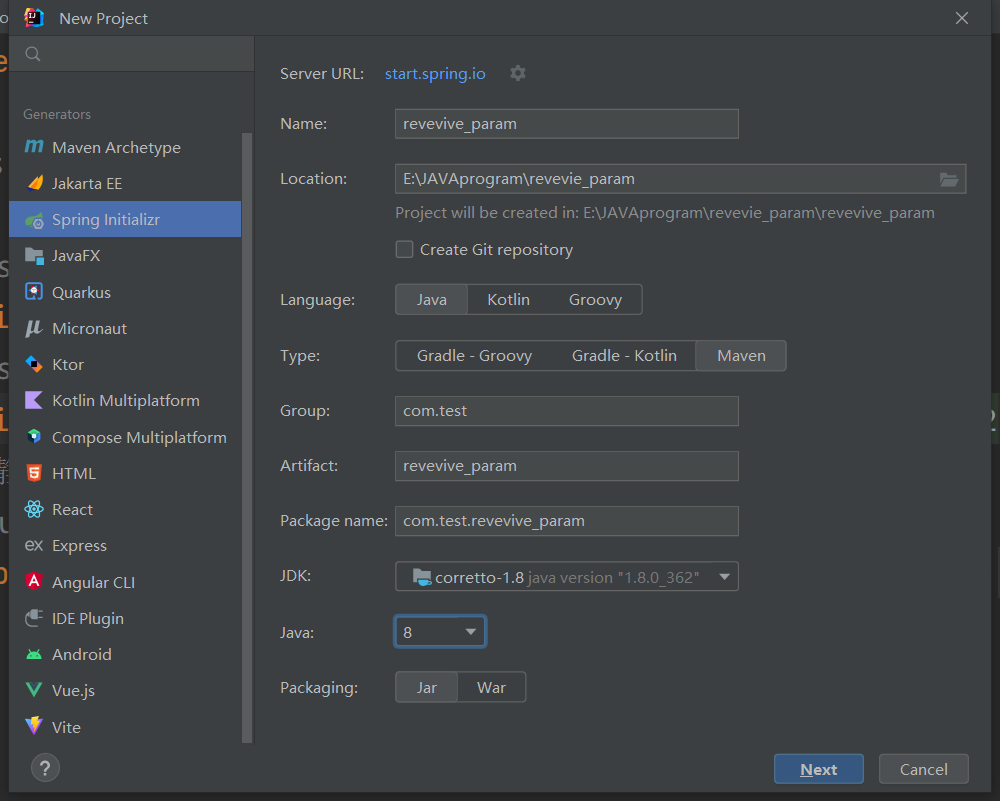 New Project
Generators
Maven Archetype
Jakarta EE
Spring Initializr
JavaFX
Quarkus
Micronaut
Ktor
Kotlin Multiplatform
Compose Multiplatform
HTML
React
Express
Angular CLI
IDE Plugin
Android
Vue.js
Vite
Server URL: start.spring.io
Name: revevive_param
Location: E:\JAVAprogram\revevie_param
Project will be created in: E:\JAVAprogram\revevie_param\revevive_param
Create Git repository
Language: Java Kotlin Groovy
Type: Gradle - Groovy Gradle - Kotlin Maven
Group: com.test
Artifact: revevive_param
Package name: com.test.revevive_param
JDK: corretto-1.8 java version "1.8.0_362"
Java: 8
Packaging: Jar War
? Next Cancel